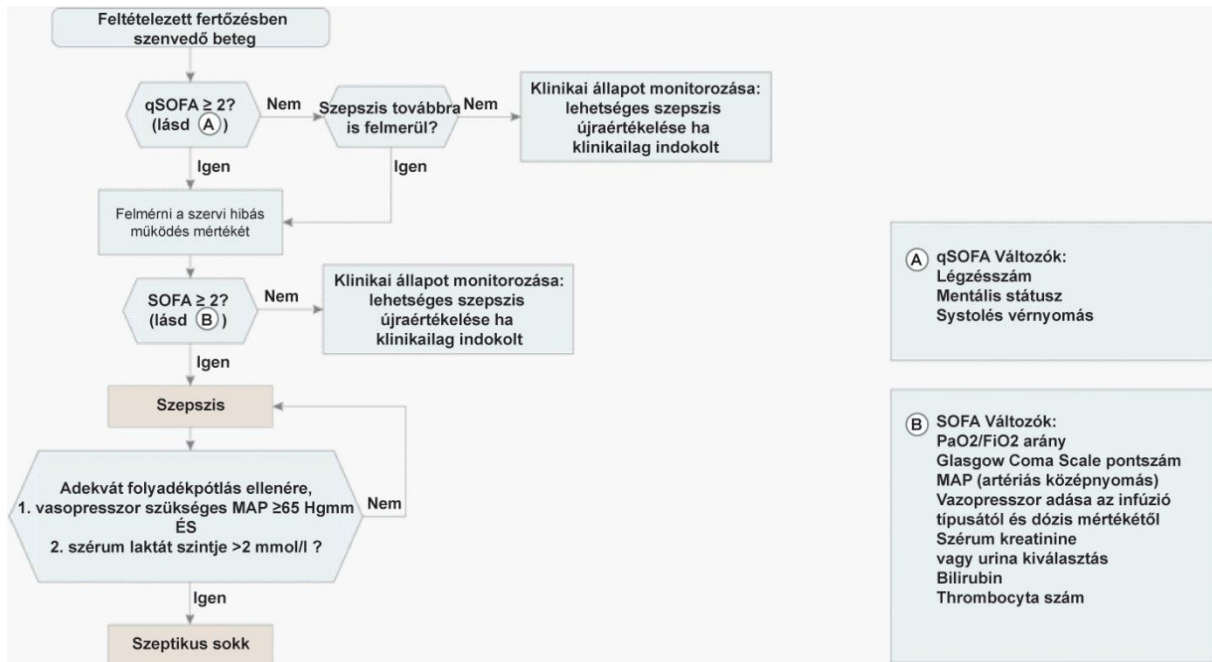 Feltételezett fertőzésben
szenvedő beteg
qSOFA ≥ 2?
(lásd A)
Nem
Szepszis továbbra
is felmerül?
Nem
Klinikai állapot monitorozása:
lehetséges szepszis
újraértékelése ha
klinikailag indokolt
Igen
Igen
Felmérni a szervi hibás
működés mértékét
SOFA ≥ 2?
(lásd B)
Nem
Klinikai állapot monitorozása:
lehetséges szepszis
újraértékelése ha
klinikailag indokolt
Igen
Szepszis
Adekvát folyadékpótlás ellenére,
1. vasopresszor szükséges MAP ≥65 Hgmm
ÉS
2. szérum laktát szintje >2 mmol/l ?
Nem
Igen
Szeptikus sokk
A qSOFA Változók:
Légzésszám
Mentális státusz
Systolés vérnyomás
B SOFA Változók:
PaO2/FiO2 arány
Glasgow Coma Scale pontszám
MAP (artériás középnyomás)
Vazopresszor adása az infúzió
típusától és dózis mértékétől
Szérum kreatinine
vagy urina kiválasztás
Bilirubin
Thrombocyta szám